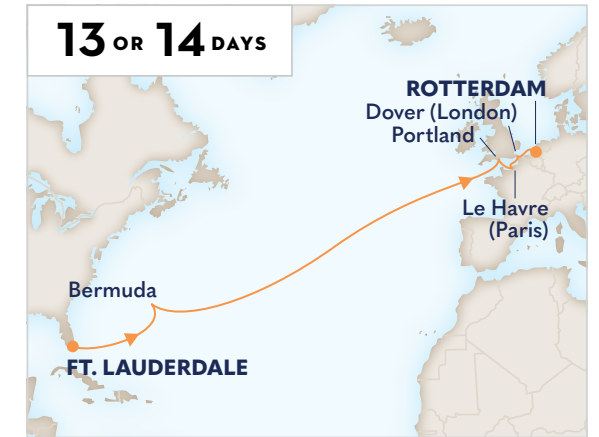 13 OR 14 DAYS
ROTTERDAM
Dover (London)
Portland
Le Havre
(Paris)
Bermuda
FT. LAUDERDALE